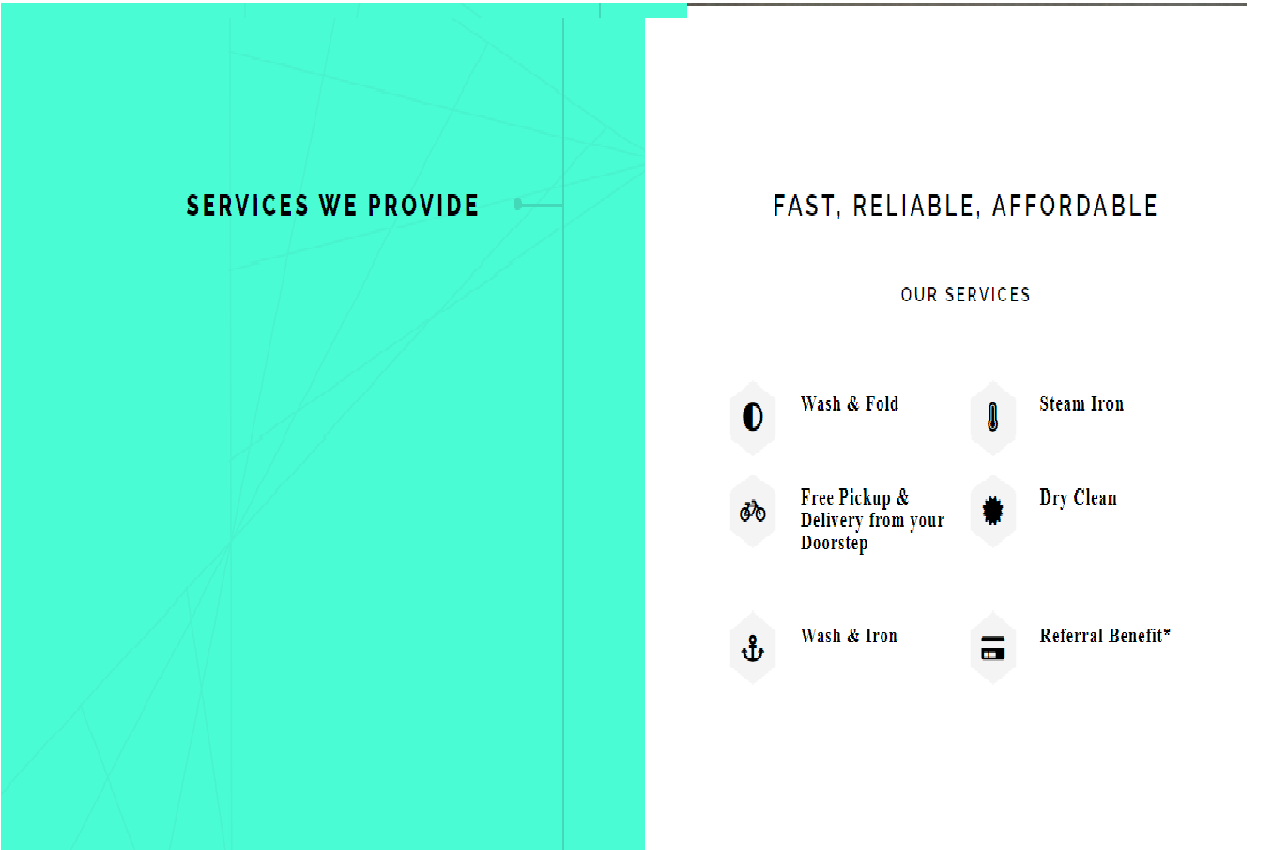 SERVICES WE PROVIDE
FAST, RELIABLE, AFFORDABLE
OUR SERVICES
Wash & Fold
Steam Iron
Free Pickup &
Delivery from your
Doorstep
Dry Clean
Wash & Iron
Referral Benefit*